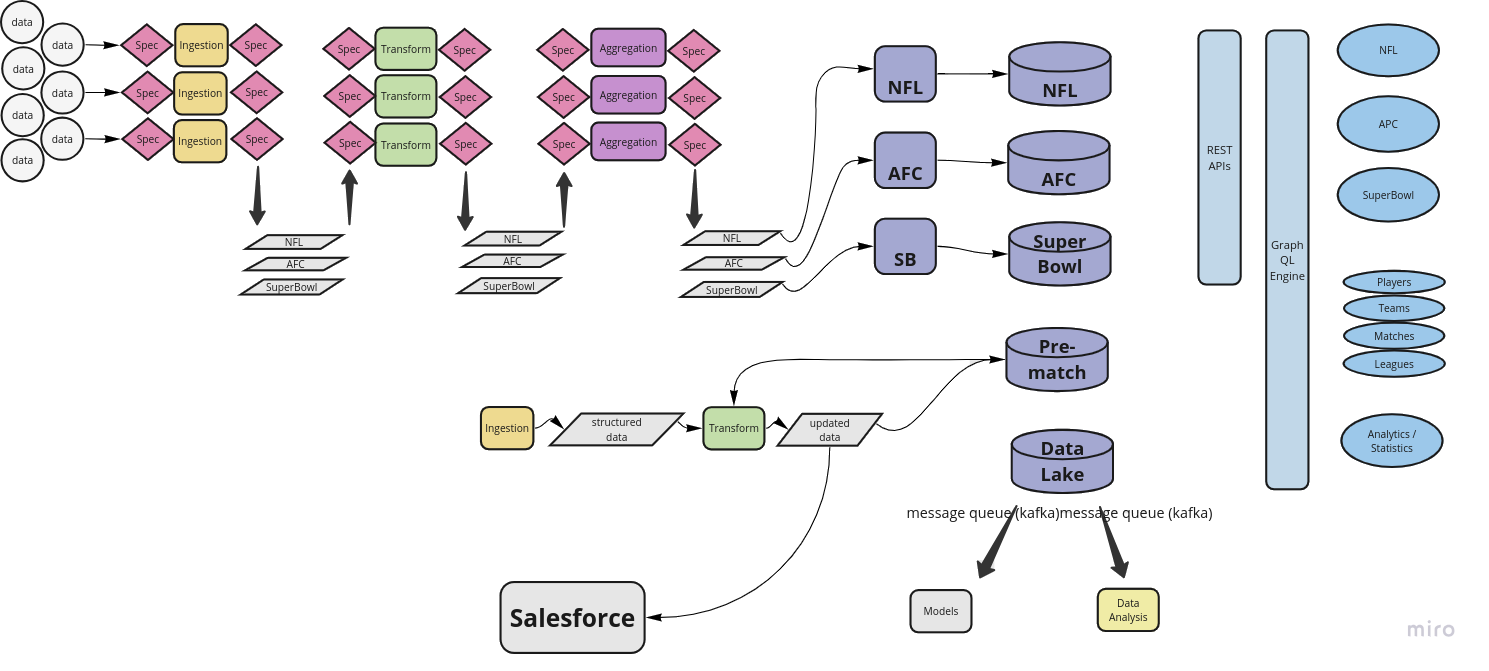 data
data
data
data
data
data
data
Spec
Ingestion
Spec
Spec
Ingestion
Spec
Spec
Ingestion
Spec
Spec
Transform
Spec
Spec
Transform
Spec
Spec
Transform
Spec
Spec
Aggregation
Spec
Spec
Aggregation
Spec
Spec
Aggregation
Spec
NFL
AFC
SuperBowl
NFL
AFC
SuperBowl
NFL
AFC
SuperBowl
NFL
AFC
SB
NFL
AFC
Super
Bowl
REST
APIs
Graph
QL
Engine
NFL
APC
SuperBowl
Players
Teams
Matches
Leagues
Analytics /
Statistics
Pre-
match
Ingestion
structured
data
Transform
updated
data
Data
Lake
message queue (kafka)
message queue (kafka)
Salesforce
Models
Data
Analysis
miro